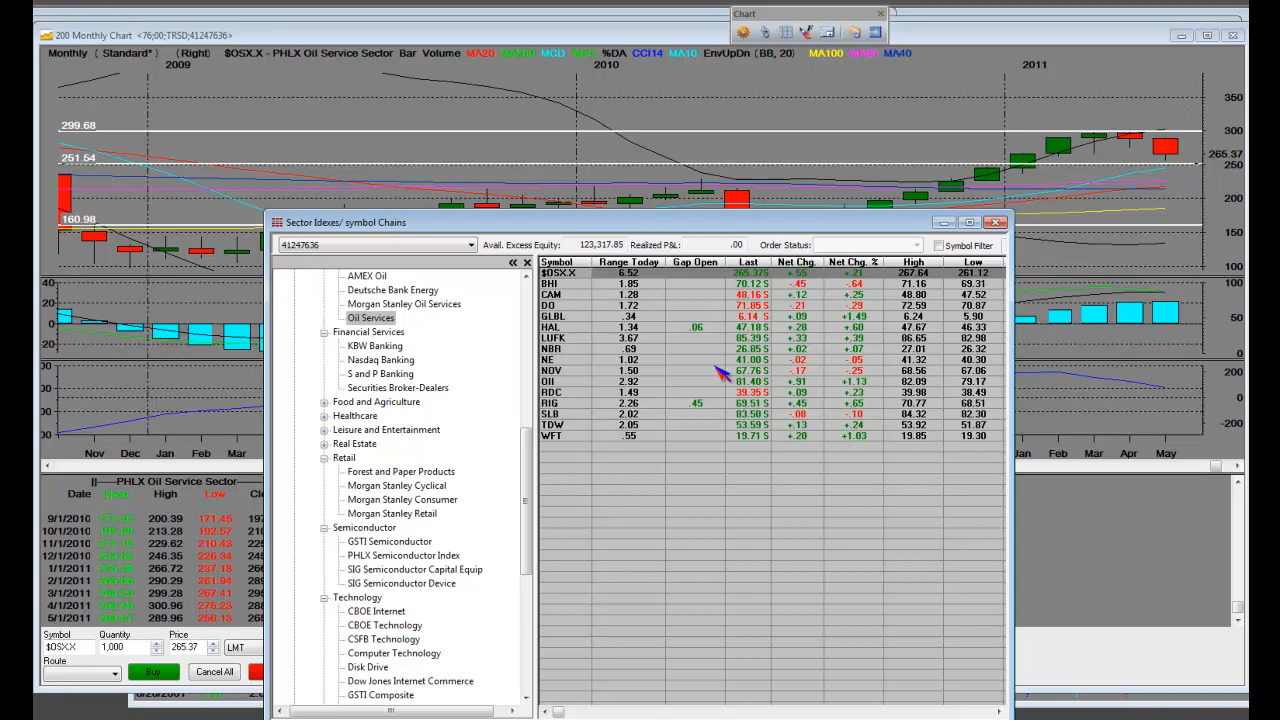 Chart
200 Monthly Chart <76;00;TRSD;41247636>
Monthly ( Standard*) (Right) $OSX.X - PHLX Oil Service Sector Bar Volume MA20 MA200 MCD %DA CCI14 MA10 EnvUpDn (BB, 20) MA100 MA40
2009 2010 2011
350
299.68 300
265.37
251.54 250
200
160.98 150
100
Sector Idexes/ symbol Chains
41247636 Avail. Excess Equity: 123,317.85 Realized P&L: .00 Order Status: Symbol Filter
Symbol Range Today Gap Open Last Net Chg. Net Chg. % High Low
$OSX.X 6.52 265.37S +.55 +.21 267.64 261.12
BHI 1.85 70.12 S -.45 -.64 71.16 69.31
CAM 1.28 48.16 S +.12 +.25 48.80 47.52
DO 1.72 71.85 S -.21 -.29 72.59 70.87
GLBL .34 6.14 S +.09 +1.49 6.24 5.90
HAL 1.34 .06 47.18 S +.28 +.60 47.67 46.33
LUFK 3.67 85.39 S +.33 +.39 86.65 82.98
NBR .69 26.85 S +.02 +.07 27.01 26.32
NE 1.02 41.00 S -.02 -.05 41.32 40.30
NOV 1.50 67.76 S -.17 -.25 68.56 67.06
OII 2.92 81.40 S +.91 +1.13 82.09 79.17
RDC 1.49 39.35 S +.09 +.23 39.98 38.49
RIG 2.26 .45 69.51 S +.45 +.65 70.77 68.51
SLB 2.02 83.50 S -.08 -.10 84.32 82.30
TDW 2.05 53.59 S +.13 +.24 53.92 51.87
WFT .55 19.71 S +.20 +1.03 19.85 19.30
AMEX Oil
Deutsche Bank Energy
Morgan Stanley Oil Services
Oil Services
Financial Services
KBW Banking
Nasdaq Banking
S and P Banking
Securities Broker-Dealers
Food and Agriculture
Healthcare
Leisure and Entertainment
Real Estate
Retail
Forest and Paper Products
Morgan Stanley Cyclical
Morgan Stanley Consumer
Morgan Stanley Retail
Semiconductor
GSTI Semiconductor
PHLX Semiconductor Index
SIG Semiconductor Capital Equip
SIG Semiconductor Device
Technology
CBOE Internet
CBOE Technology
CSFB Technology
Computer Technology
Disk Drive
Dow Jones Internet Commerce
GSTI Composite
40
20
0
20
100
50
0
200
0
-200
Nov Dec Jan Feb Mar
Jan Feb Mar Apr May
||----PHLX Oil Service Sector----
Date Open High Low
9/1/2010 200.39 171.45
10/1/2010 213.28 192.57
11/1/2010 229.62 210.43
12/1/2010 246.35 226.34
1/1/2011 266.72 237.18
2/1/2011 290.29 261.94
3/1/2011 299.28 267.41
4/1/2011 300.96 275.23
5/1/2011 289.96 256.13
Symbol Quantity Price
$OSX.X 1,000 265.37 LMT
Route
Buy Cancel All